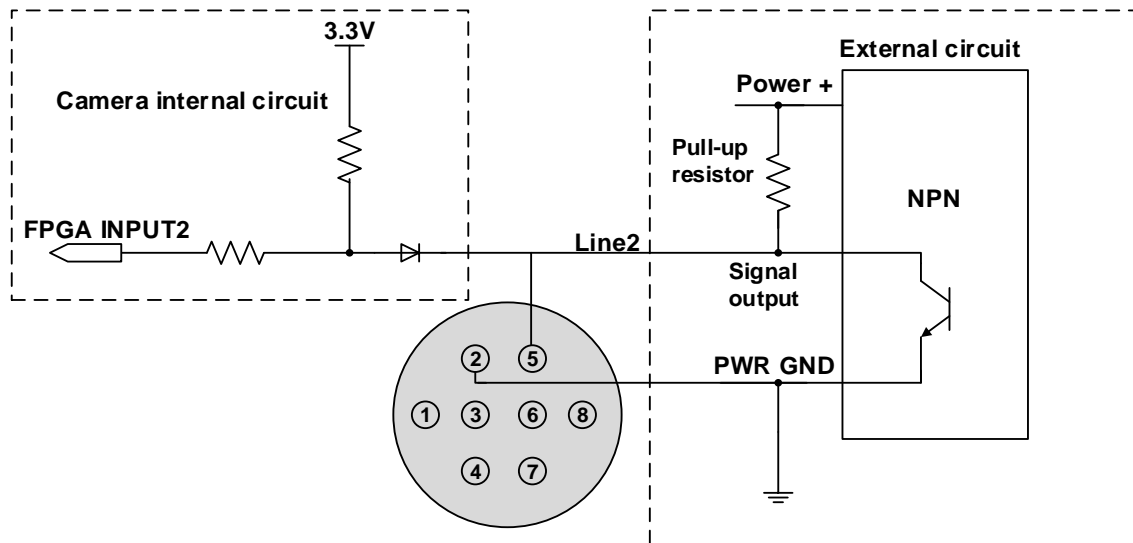 3.3V
Camera internal circuit
FPGA INPUT2
Line2
External circuit
Power +
Pull-up
resistor
NPN
Signal
output
PWR GND
2 5
1 3 6 8
4 7